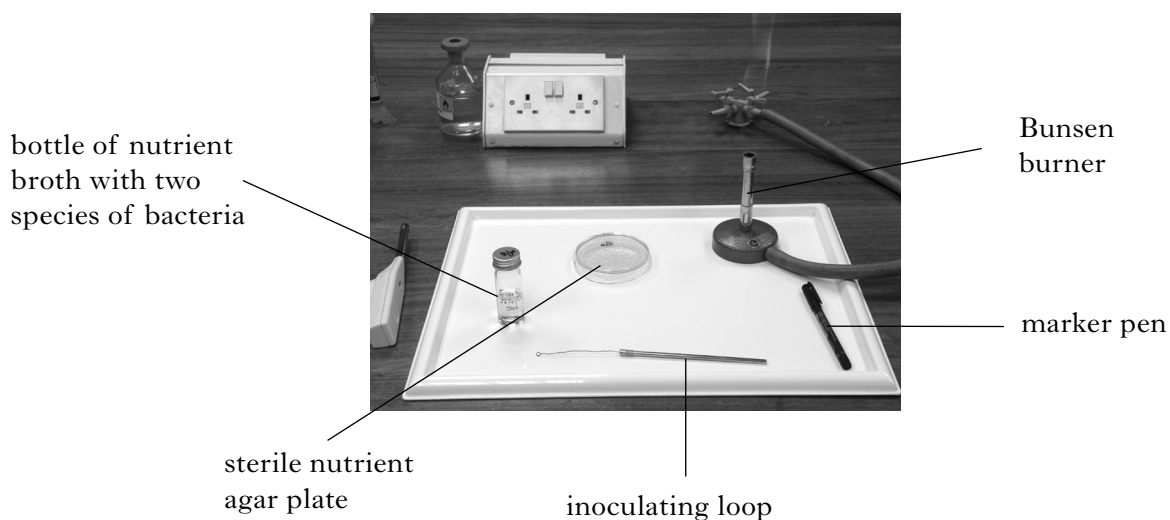 bottle of nutrient
broth with two
species of bacteria
Bunsen
burner
marker pen
sterile nutrient
agar plate
inoculating loop